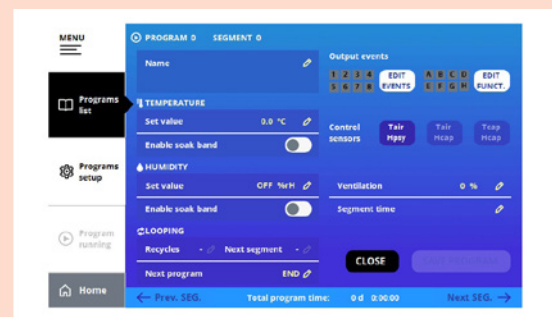 MENU
Programs list
Programs setup
Program running
Home
PROGRAM 0 SEGMENT 0
Name
TEMPERATURE
Set value 0.0 °C
Enable soak band
HUMIDITY
Set value OFF %rH
Enable soak band
LOOPING
Recycles - Next segment -
Next program END
Output events
1 2 3 4 EDIT A B C D EDIT
5 6 7 8 EVENTS E F G H FUNCT.
Control sensors
Tair Hpsy
Tair Hcap
Tcap Hcap
Ventilation 0 %
Segment time
CLOSE
← Prev. SEG. Total program time: 0 d 0:00:00 Next SEG. →